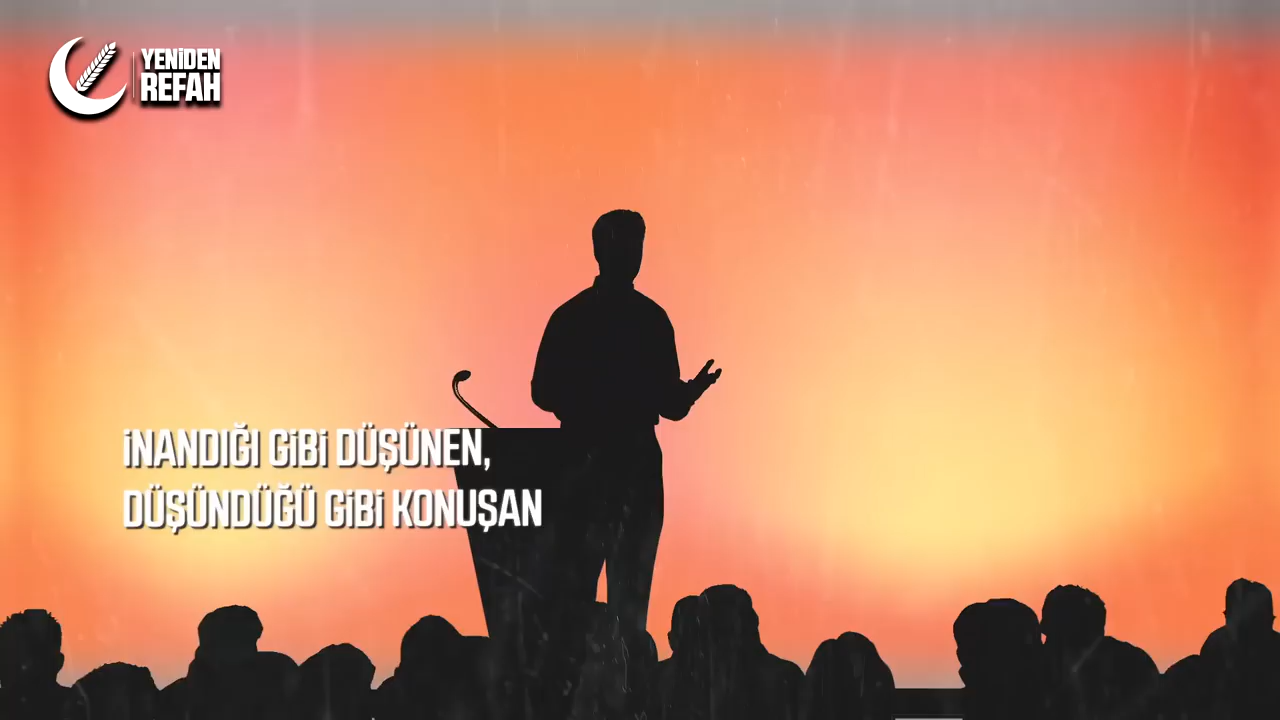 YENİDEN
REFAH
İNANDIĞI GİBİ DÜŞÜNEN,
DÜŞÜNDÜĞÜ GİBİ KONUŞAN